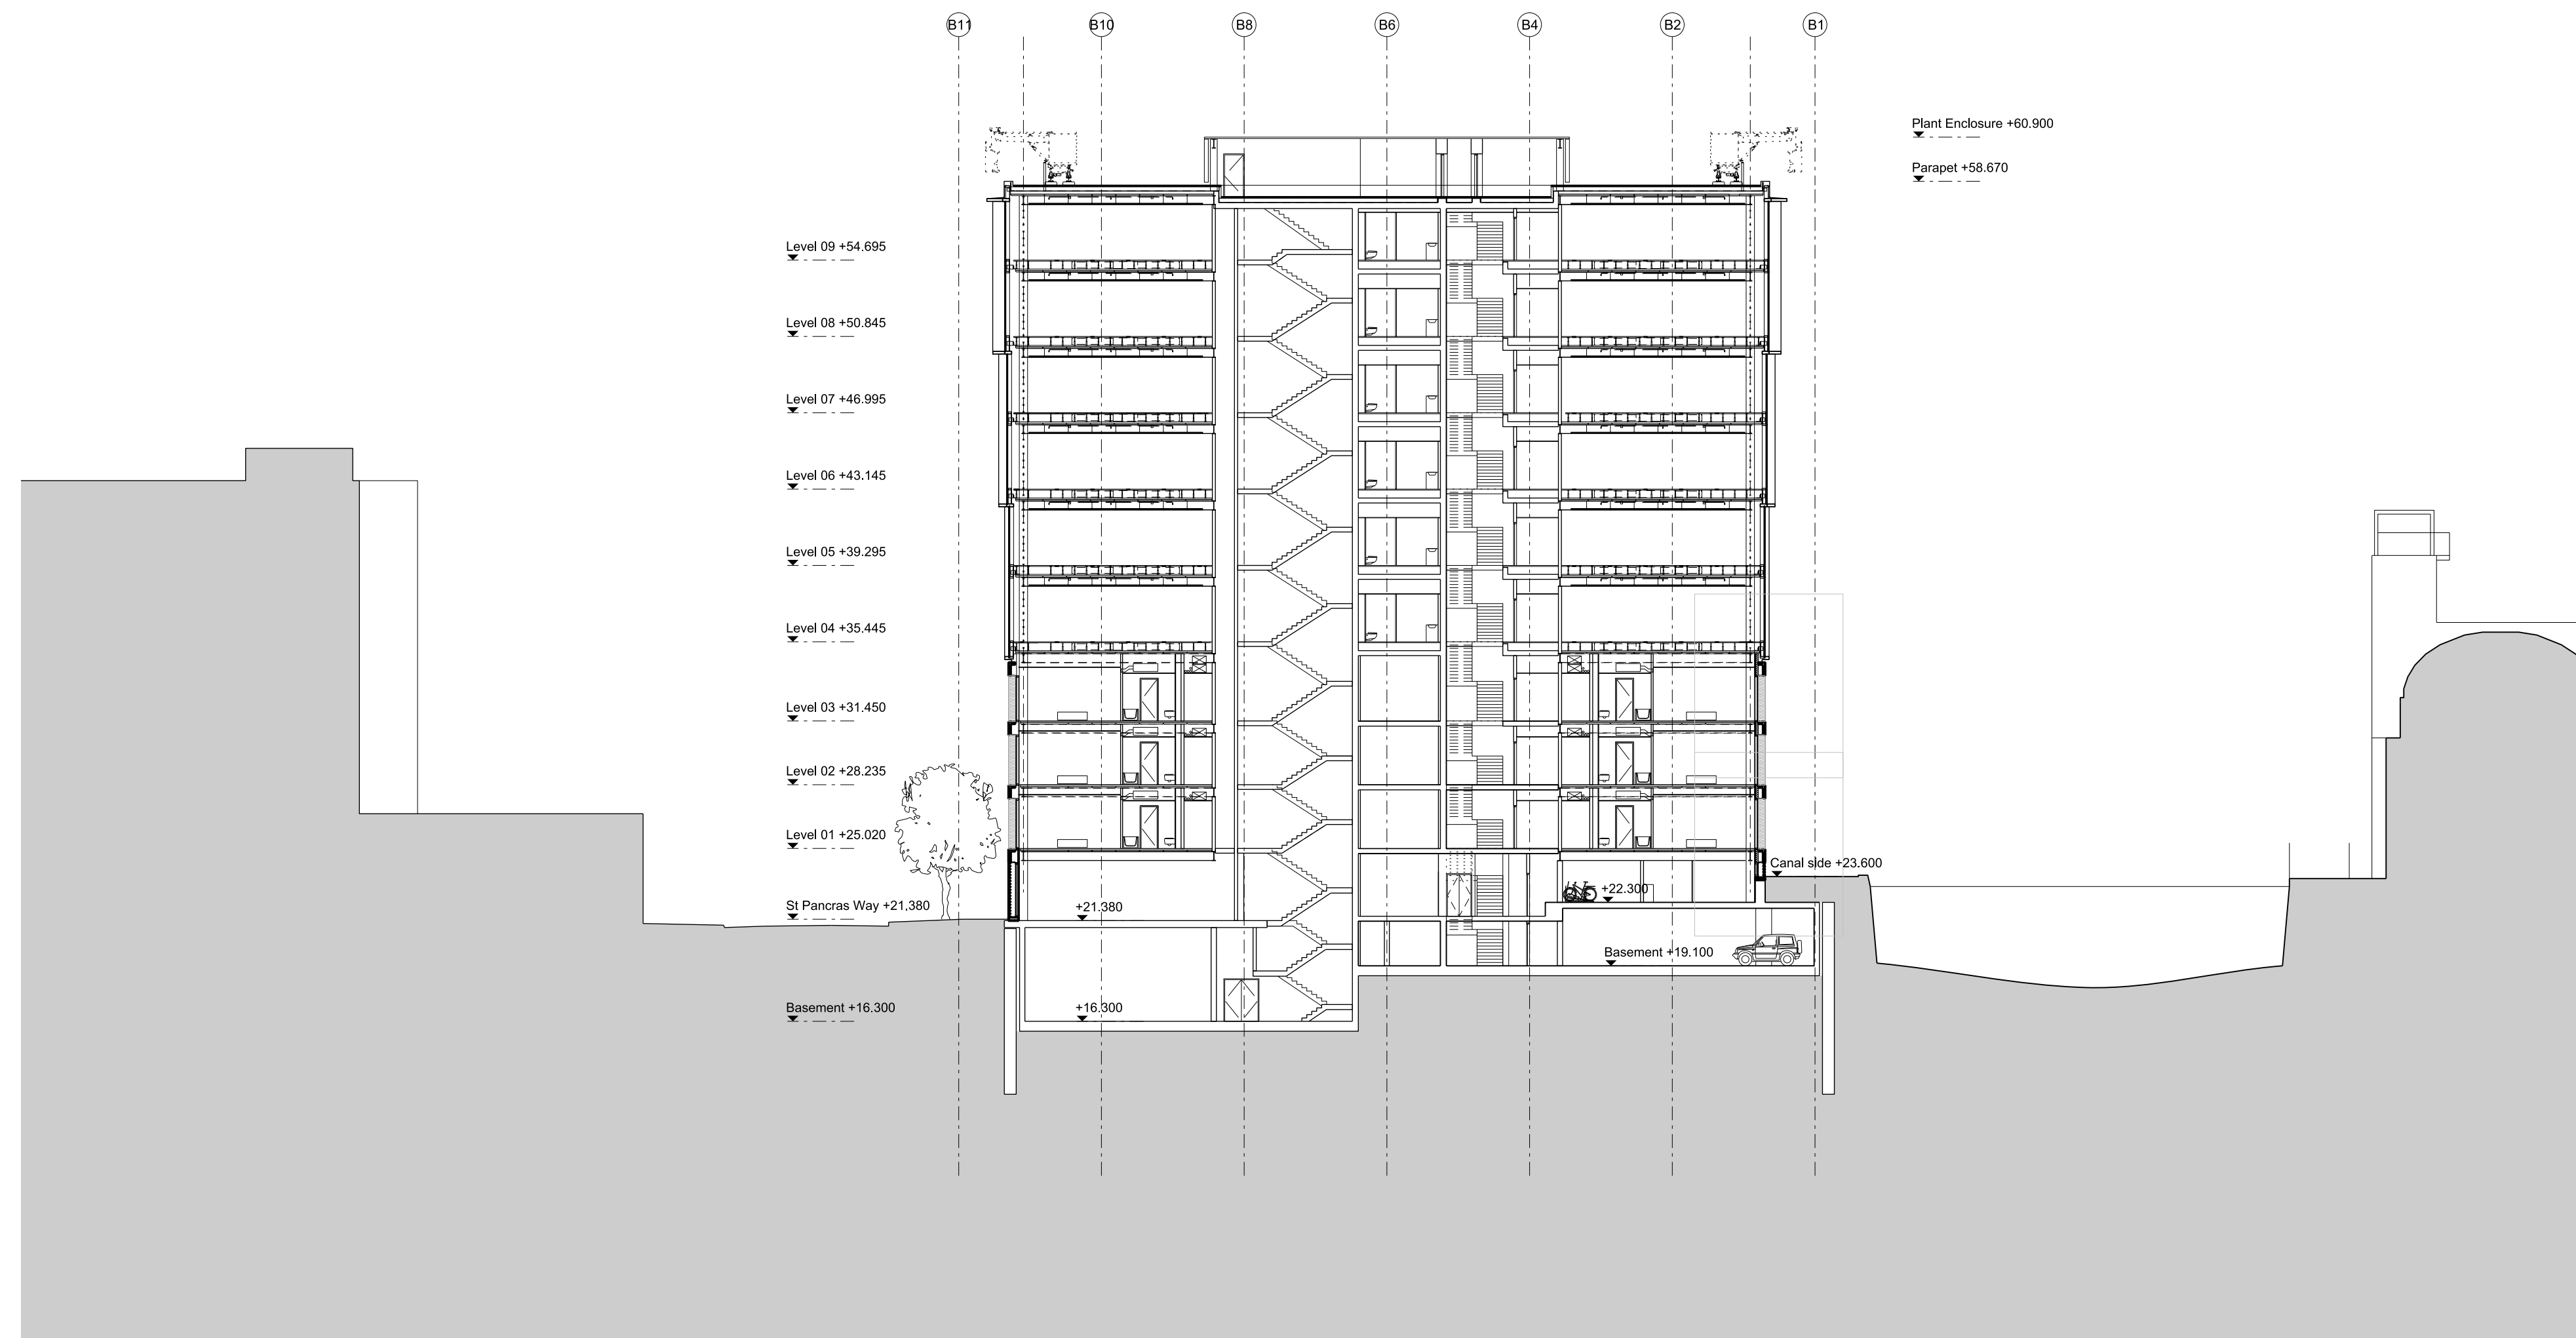 B11 B10 B8 B6 B4 B2 B1
Plant Enclosure +60.900
Parapet +58.670
Level 09 +54.695
Level 08 +50.845
Level 07 +46.995
Level 06 +43.145
Level 05 +39.295
Level 04 +35.445
Level 03 +31.450
Level 02 +28.235
Level 01 +25.020
Canal side +23.600
+22.300
St Pancras Way +21,380
+21.380
Basement +19.100
Basement +16.300
+16.300